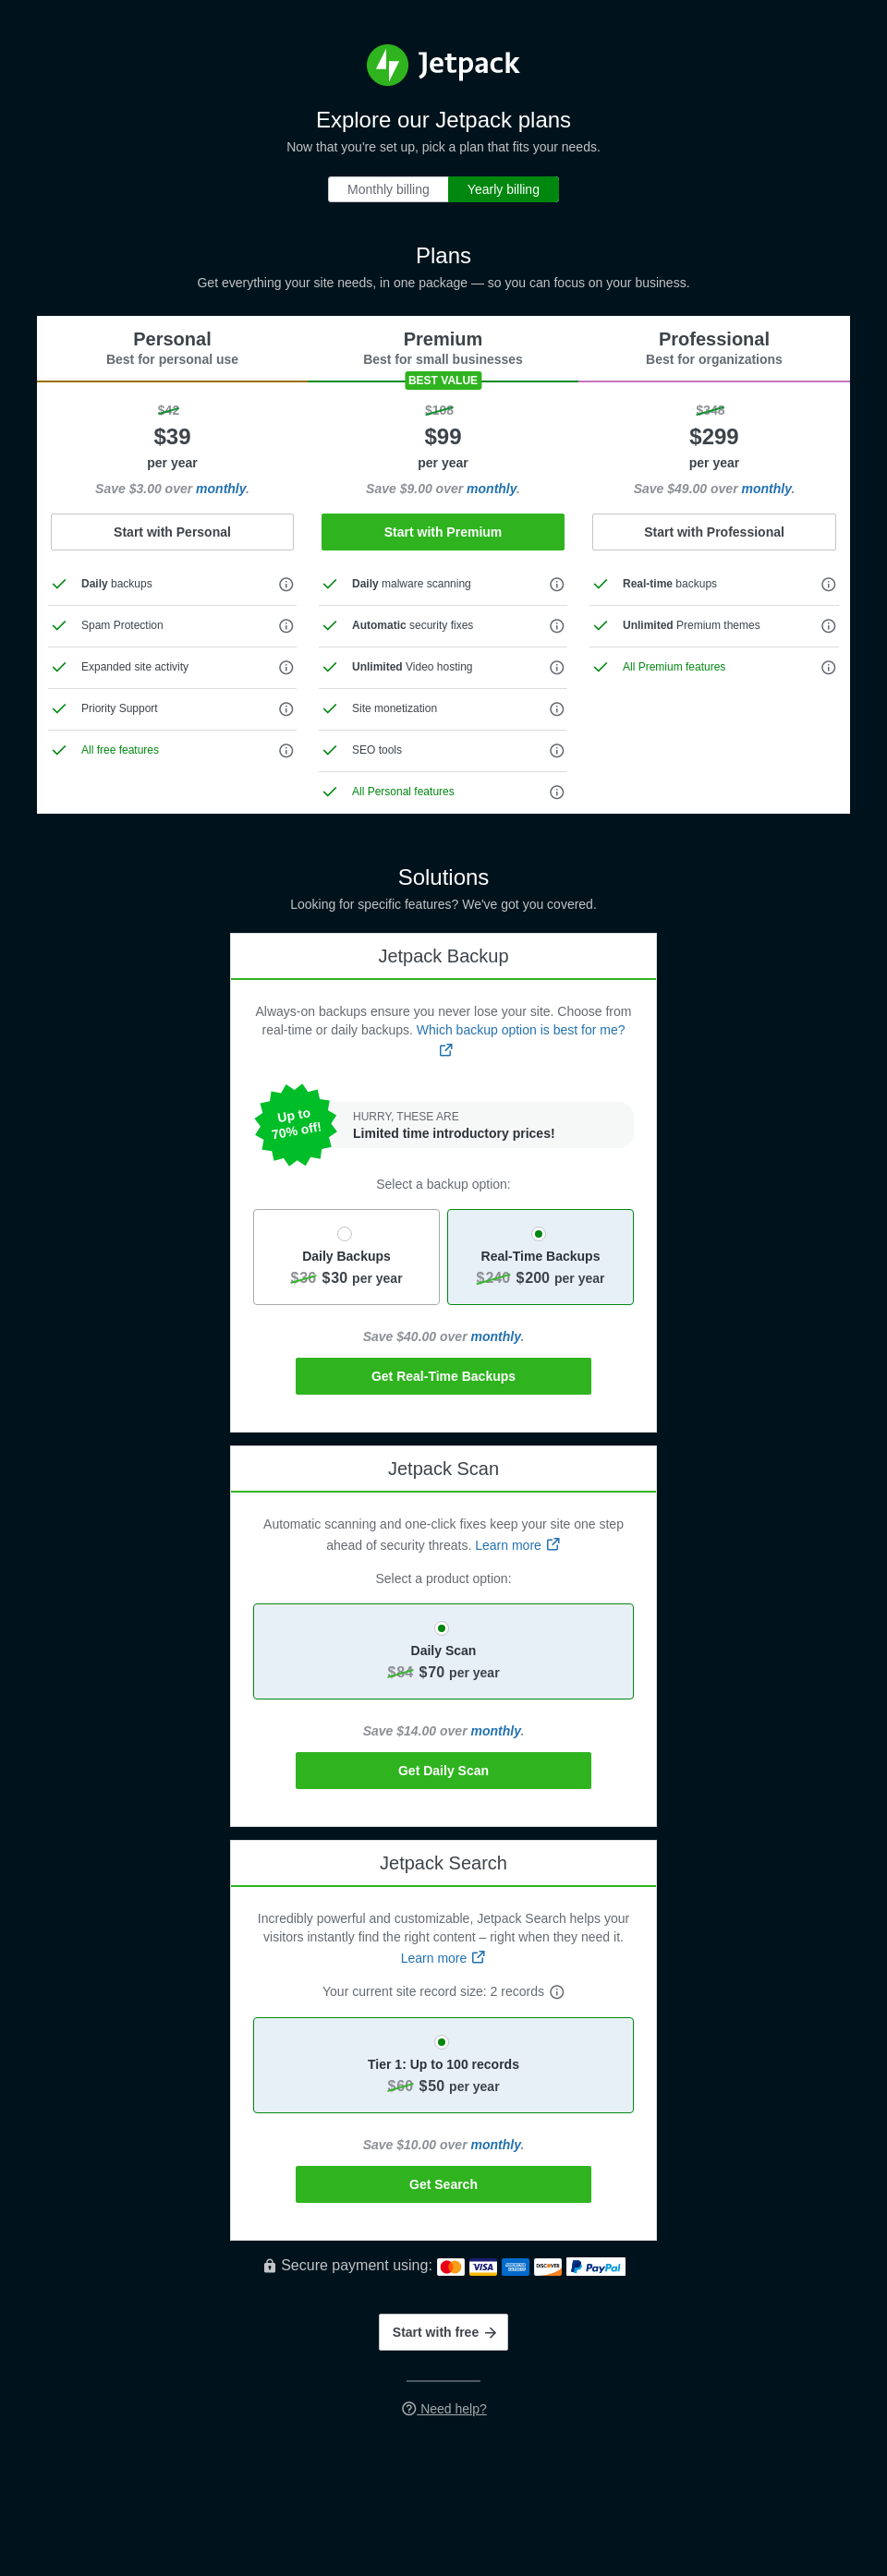 Jetpack
Explore our Jetpack plans
Now that you're set up, pick a plan that fits your needs.
Monthly billing
Yearly billing
Plans
Get everything your site needs, in one package — so you can focus on your business.
Personal
Best for personal use
$42
$39
per year
Save $3.00 over monthly.
Start with Personal
Daily backups
Spam Protection
Expanded site activity
Priority Support
All free features
Premium
Best for small businesses
BEST VALUE
$108
$99
per year
Save $9.00 over monthly.
Start with Premium
Daily malware scanning
Automatic security fixes
Unlimited Video hosting
Site monetization
SEO tools
All Personal features
Professional
Best for organizations
$348
$299
per year
Save $49.00 over monthly.
Start with Professional
Real-time backups
Unlimited Premium themes
All Premium features
Solutions
Looking for specific features? We've got you covered.
Jetpack Backup
Always-on backups ensure you never lose your site. Choose from
real-time or daily backups. Which backup option is best for me?
Up to
70% off!
HURRY, THESE ARE
Limited time introductory prices!
Select a backup option:
Daily Backups
$36 $30 per year
Real-Time Backups
$240 $200 per year
Save $40.00 over monthly.
Get Real-Time Backups
Jetpack Scan
Automatic scanning and one-click fixes keep your site one step
ahead of security threats. Learn more
Select a product option:
Daily Scan
$84 $70 per year
Save $14.00 over monthly.
Get Daily Scan
Jetpack Search
Incredibly powerful and customizable, Jetpack Search helps your
visitors instantly find the right content – right when they need it.
Learn more
Your current site record size: 2 records
Tier 1: Up to 100 records
$60 $50 per year
Save $10.00 over monthly.
Get Search
Secure payment using: VISA DISCOVER PayPal
Start with free
Need help?